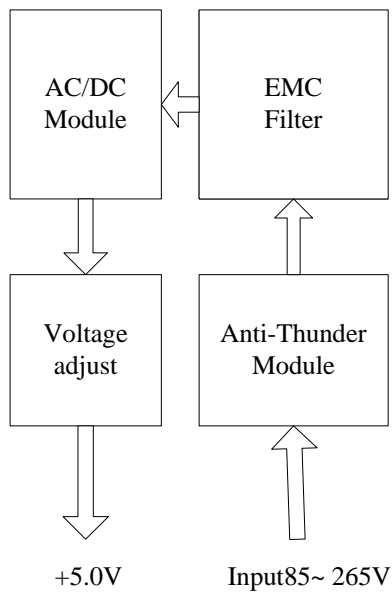 AC/DC
Module
EMC
Filter
Voltage
adjust
Anti-Thunder
Module
+5.0V
Input85~ 265V